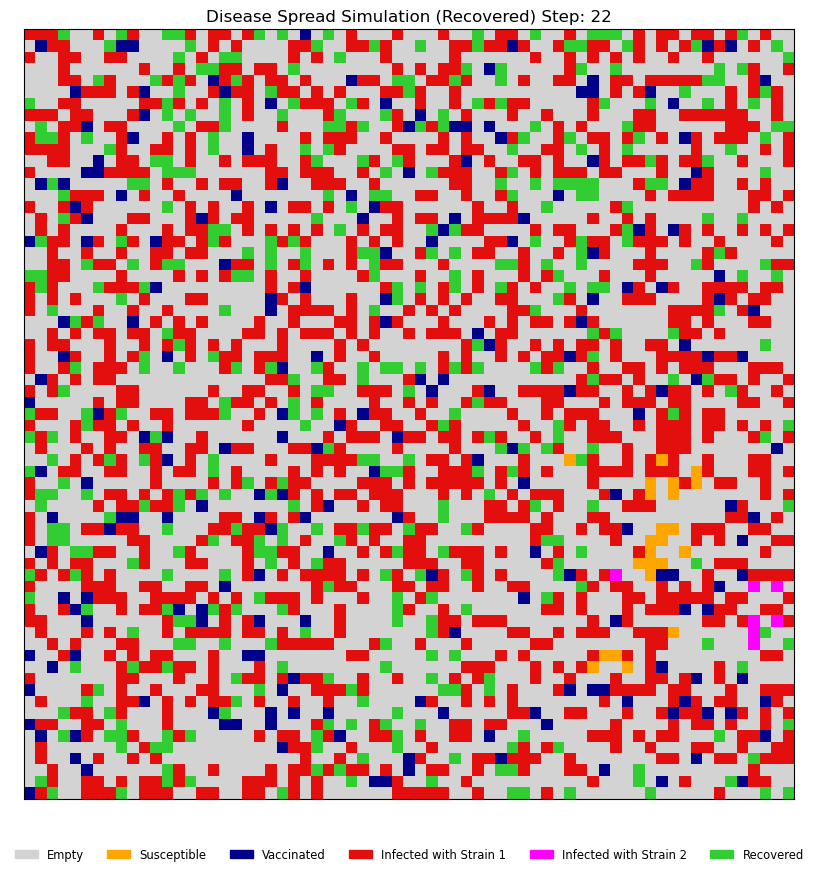 Disease Spread Simulation (Recovered) Step: 22
Empty Susceptible Vaccinated Infected with Strain 1 Infected with Strain 2 Recovered